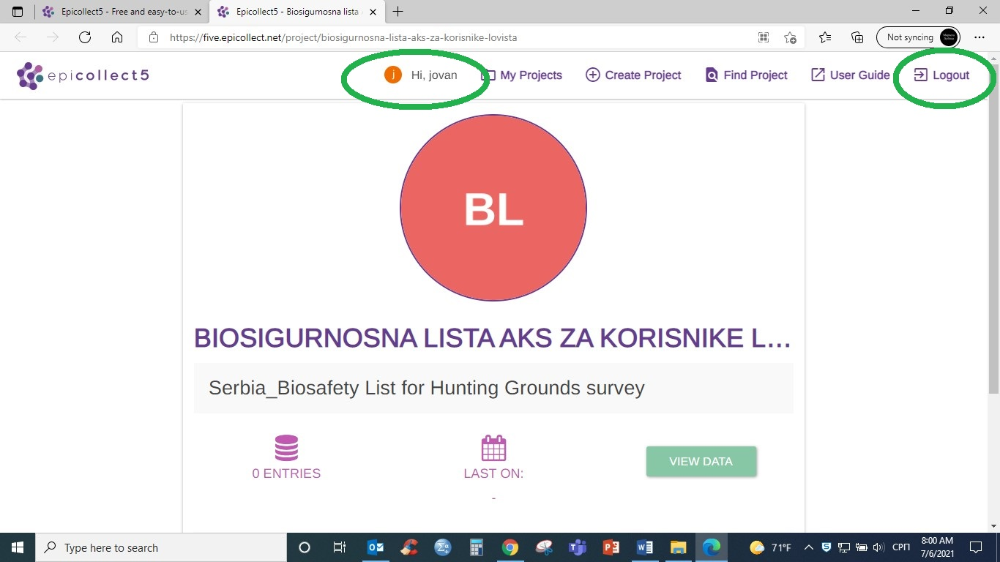 Epicollect5 - Free and easy-to-us
Epicollect5 - Biosigurnosna lista
https://five.epicollect.net/project/biosigurnosna-lista-aks-za-korisnike-lovista
Not syncing
epicollect5
j
Hi, jovan
My Projects
Create Project
Find Project
User Guide
Logout
BL
BIOSIGURNOSNA LISTA AKS ZA KORISNIKE L...
Serbia_Biosafety List for Hunting Grounds survey
0 ENTRIES
LAST ON:
-
VIEW DATA
Type here to search
71°F
СРП
8:00 AM
7/6/2021